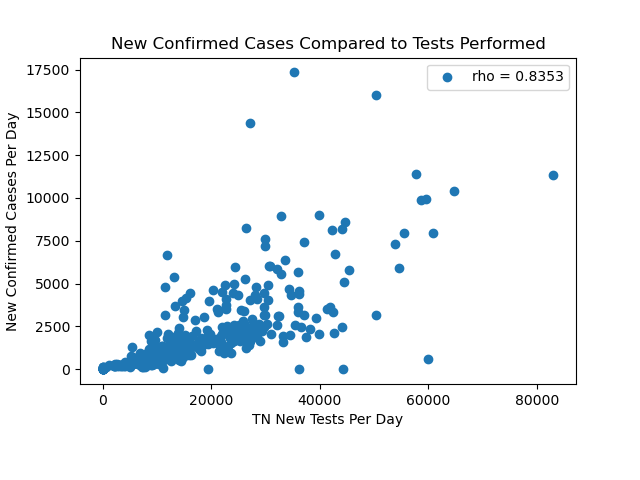 New Confirmed Cases Compared to Tests Performed
rho = 0.8353
New Confirmed Caeses Per Day
17500
15000
12500
10000
7500
5000
2500
0
0 20000 40000 60000 80000
TN New Tests Per Day